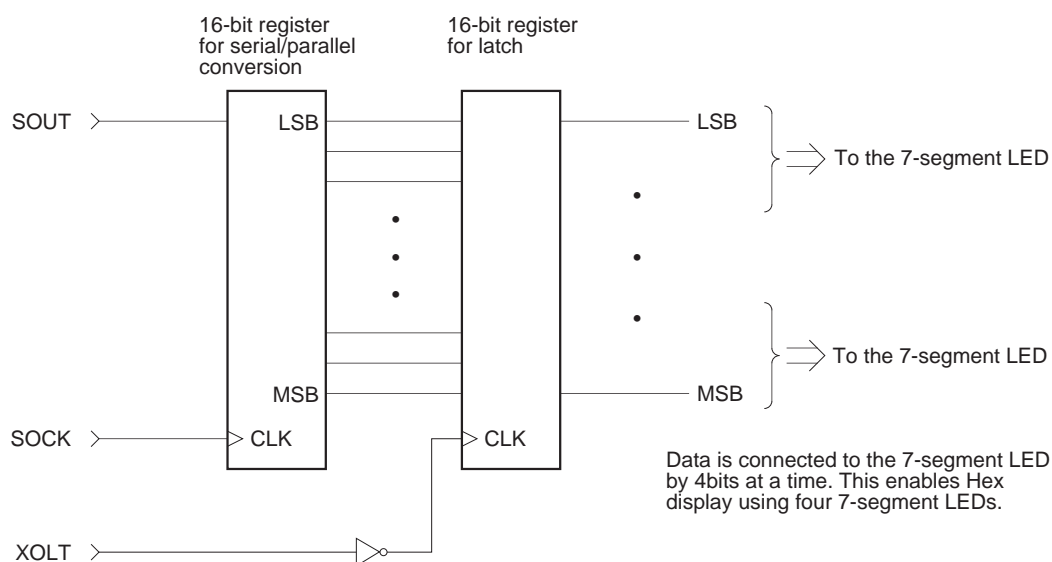 16-bit register
for serial/parallel
conversion
16-bit register
for latch
SOUT
LSB
LSB
To the 7-segment LED
To the 7-segment LED
MSB
MSB
SOCK
CLK
CLK
Data is connected to the 7-segment LED
by 4bits at a time. This enables Hex
display using four 7-segment LEDs.
XOLT